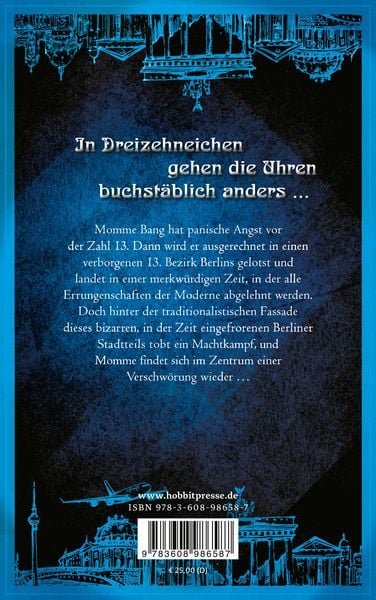 In Dreizehneichen
gehen die Uhren
buchstäblich anders ...
Momme Bang hat panische Angst vor
der Zahl 13. Dann wird er ausgerechnet in einen
verborgenen 13. Bezirk Berlins gelotst und
landet in einer merkwürdigen Zeit, in der alle
Errungenschaften der Moderne abgelehnt werden.
Doch hinter der traditionalistischen Fassade
dieses bizarren, in der Zeit eingefrorenen Berliner
Stadtteils tobt ein Machtkampf, und
Momme findet sich im Zentrum einer
Verschwörung wieder ...
www.hobbitpresse.de
ISBN 978-3-608-98658-7
9 783608 986587
€ 25,00 (D)